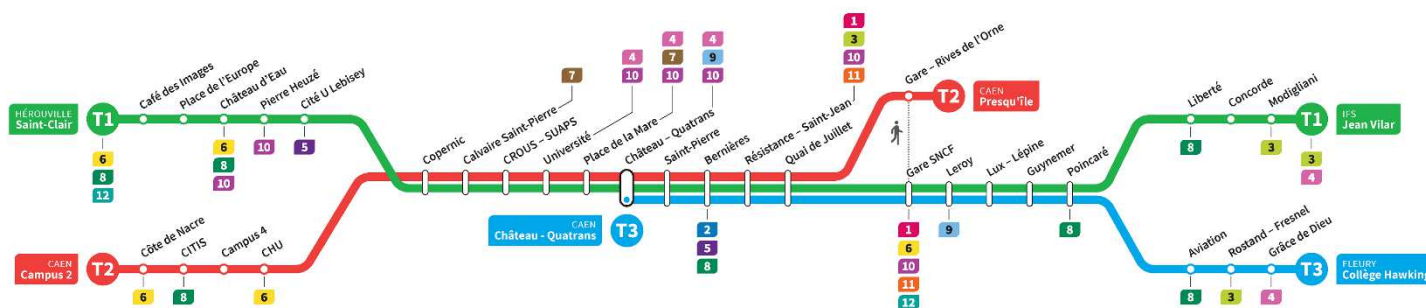 HÉROUVILLE
Saint-Clair
T1
6
8
12
Café des Images
Place de l'Europe
Château d'Eau
6
8
10
Pierre Heuzé
10
Cité U Lebisey
5
CAEN
Campus 2
T2
Côte de Nacre
6
CITIS
8
Campus 4
CHU
6
Copernic
Calvaire Saint-Pierre
7
CROUS – SUAPS
Université
4
10
Place de la Mare
4
7
10
Château – Quatrans
4
9
10
CAEN
Château - Quatrans
T3
Saint-Pierre
Bernières
2
5
8
Résistance – Saint-Jean
1
3
10
11
Quai de Juillet
Gare – Rives de l'Orne
T2
CAEN
Presqu'île
Gare SNCF
1
6
10
11
12
Leroy
9
Lux – Lépine
Guynemer
Poincaré
8
Liberté
8
Concorde
Modigliani
3
T1
IFS
Jean Vilar
3
4
Aviation
8
Rostand – Fresnel
3
Grâce de Dieu
4
T3
FLEURY
Collège Hawking